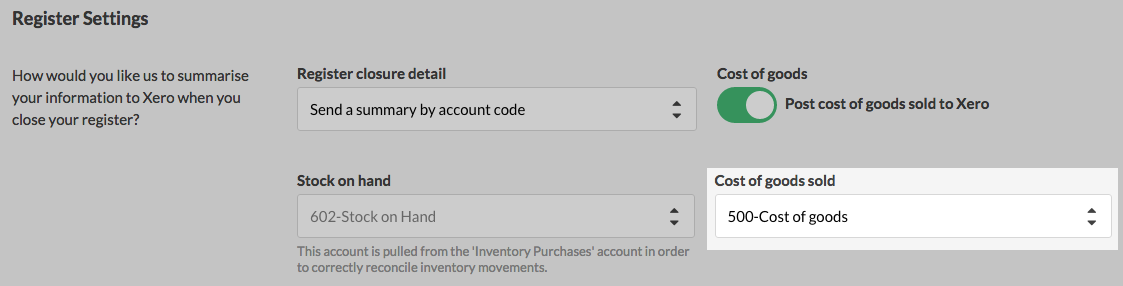 Register Settings
How would you like us to summarise
your information to Xero when you
close your register?
Register closure detail
Send a summary by account code
Cost of goods
Post cost of goods sold to Xero
Stock on hand
602-Stock on Hand
This account is pulled from the 'Inventory Purchases' account in order
to correctly reconcile inventory movements.
Cost of goods sold
500-Cost of goods